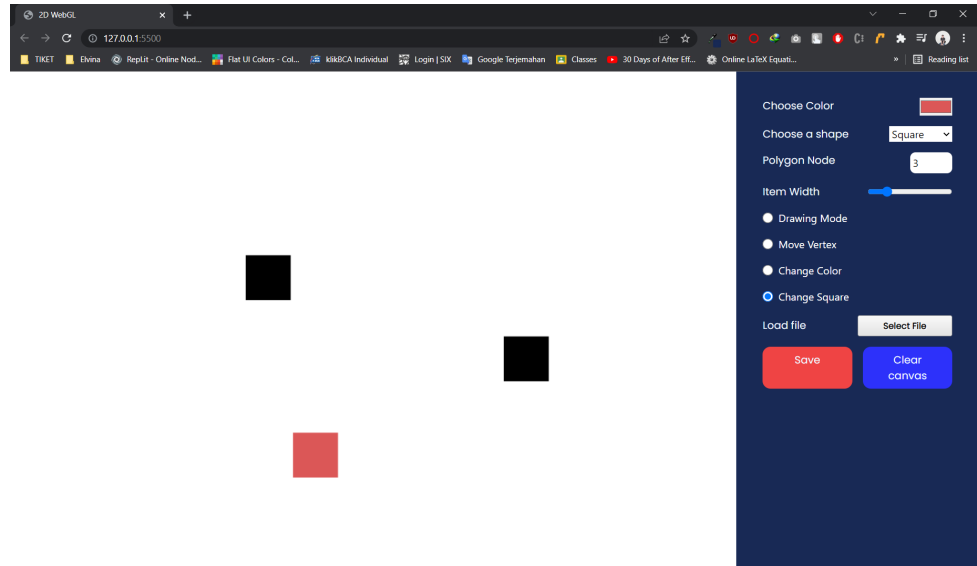 2D WebGL
127.0.0.1:5500
TIKET
Elvina
RepLit - Online Nod...
Flat UI Colors - Col...
klikBCA Individual
Login | SIX
Google Terjemahan
Classes
30 Days of After Eff...
Online LaTeX Equati...
»
Reading list
Choose Color
Choose a shape
Square
Polygon Node
3
Item Width
Drawing Mode
Move Vertex
Change Color
Change Square
Load file
Select File
Save
Clear
canvas